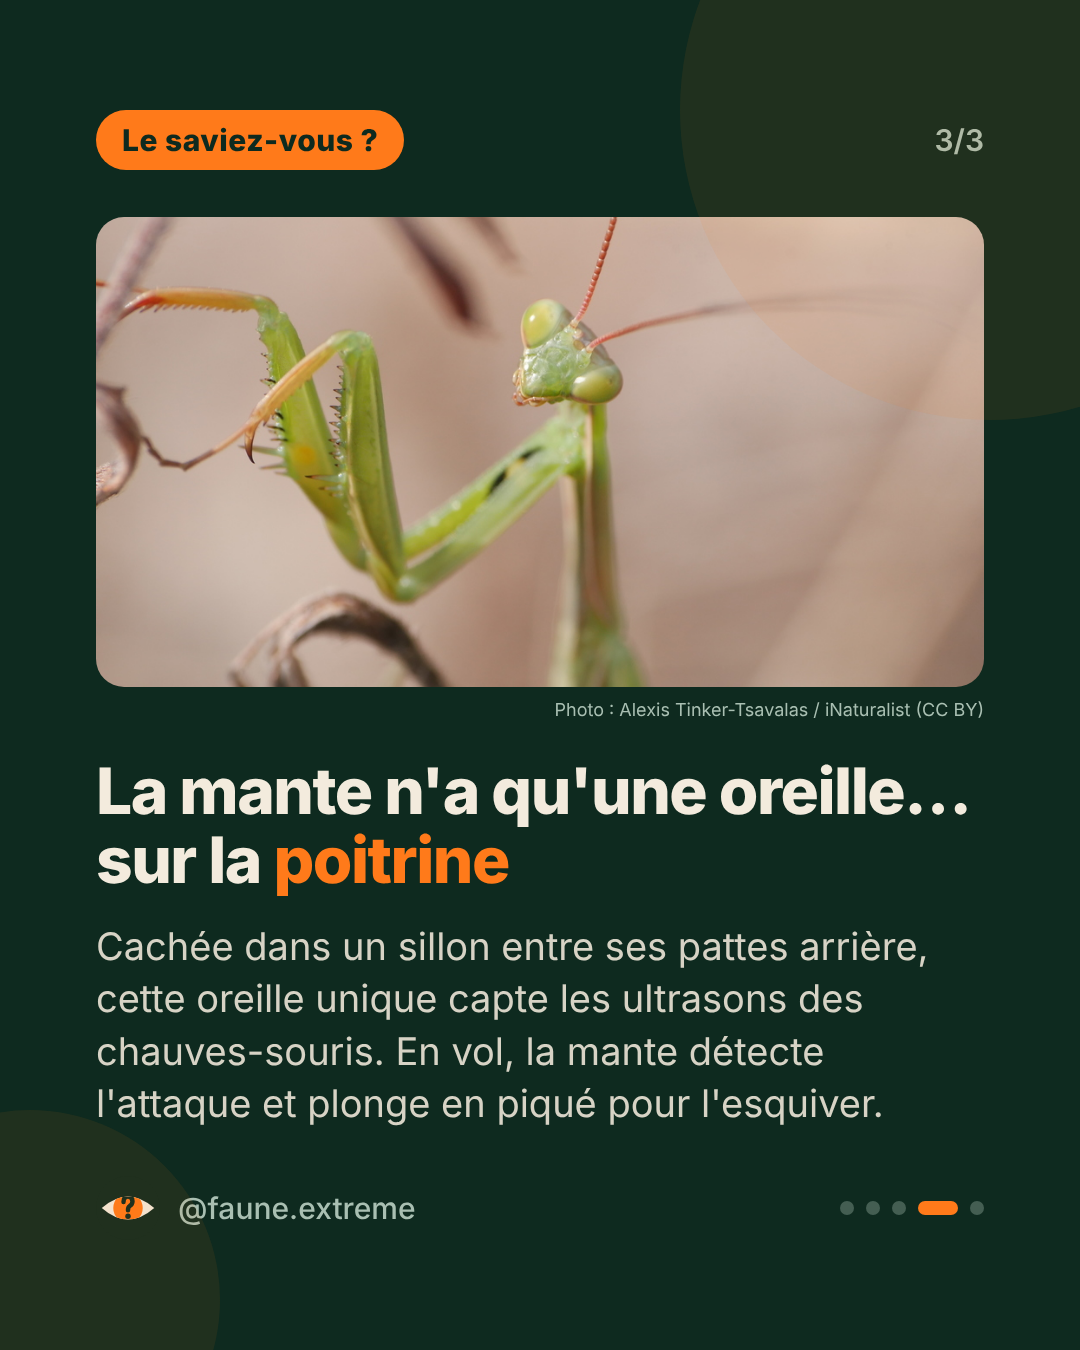 Le saviez-vous ?
3/3
Photo : Alexis Tinker-Tsavalas / iNaturalist (CC BY)
La mante n'a qu'une oreille...
sur la poitrine
Cachée dans un sillon entre ses pattes arrière,
cette oreille unique capte les ultrasons des
chauves-souris. En vol, la mante détecte
l'attaque et plonge en piqué pour l'esquiver.
?
@faune.extreme